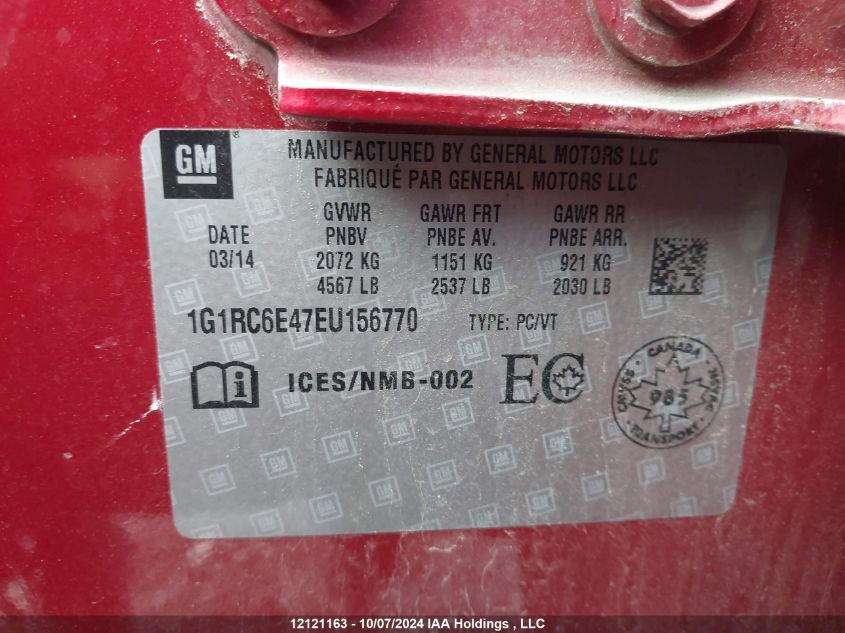 GM
MANUFACTURED BY GENERAL MOTORS LLC
FABRIQUÉ PAR GENERAL MOTORS LLC
DATE
03/14
GVWR
PNBV
2072 KG
4567 LB
GAWR FRT
PNBE AV.
1151 KG
2537 LB
GAWR RR
PNBE ARR.
921 KG
2030 LB
1G1RC6E47EU156770 TYPE: PC/VT
i ICES/NMB-002 EC
CANADA
985
TRANSPORT
12121163 - 10/07/2024 IAA Holdings , LLC